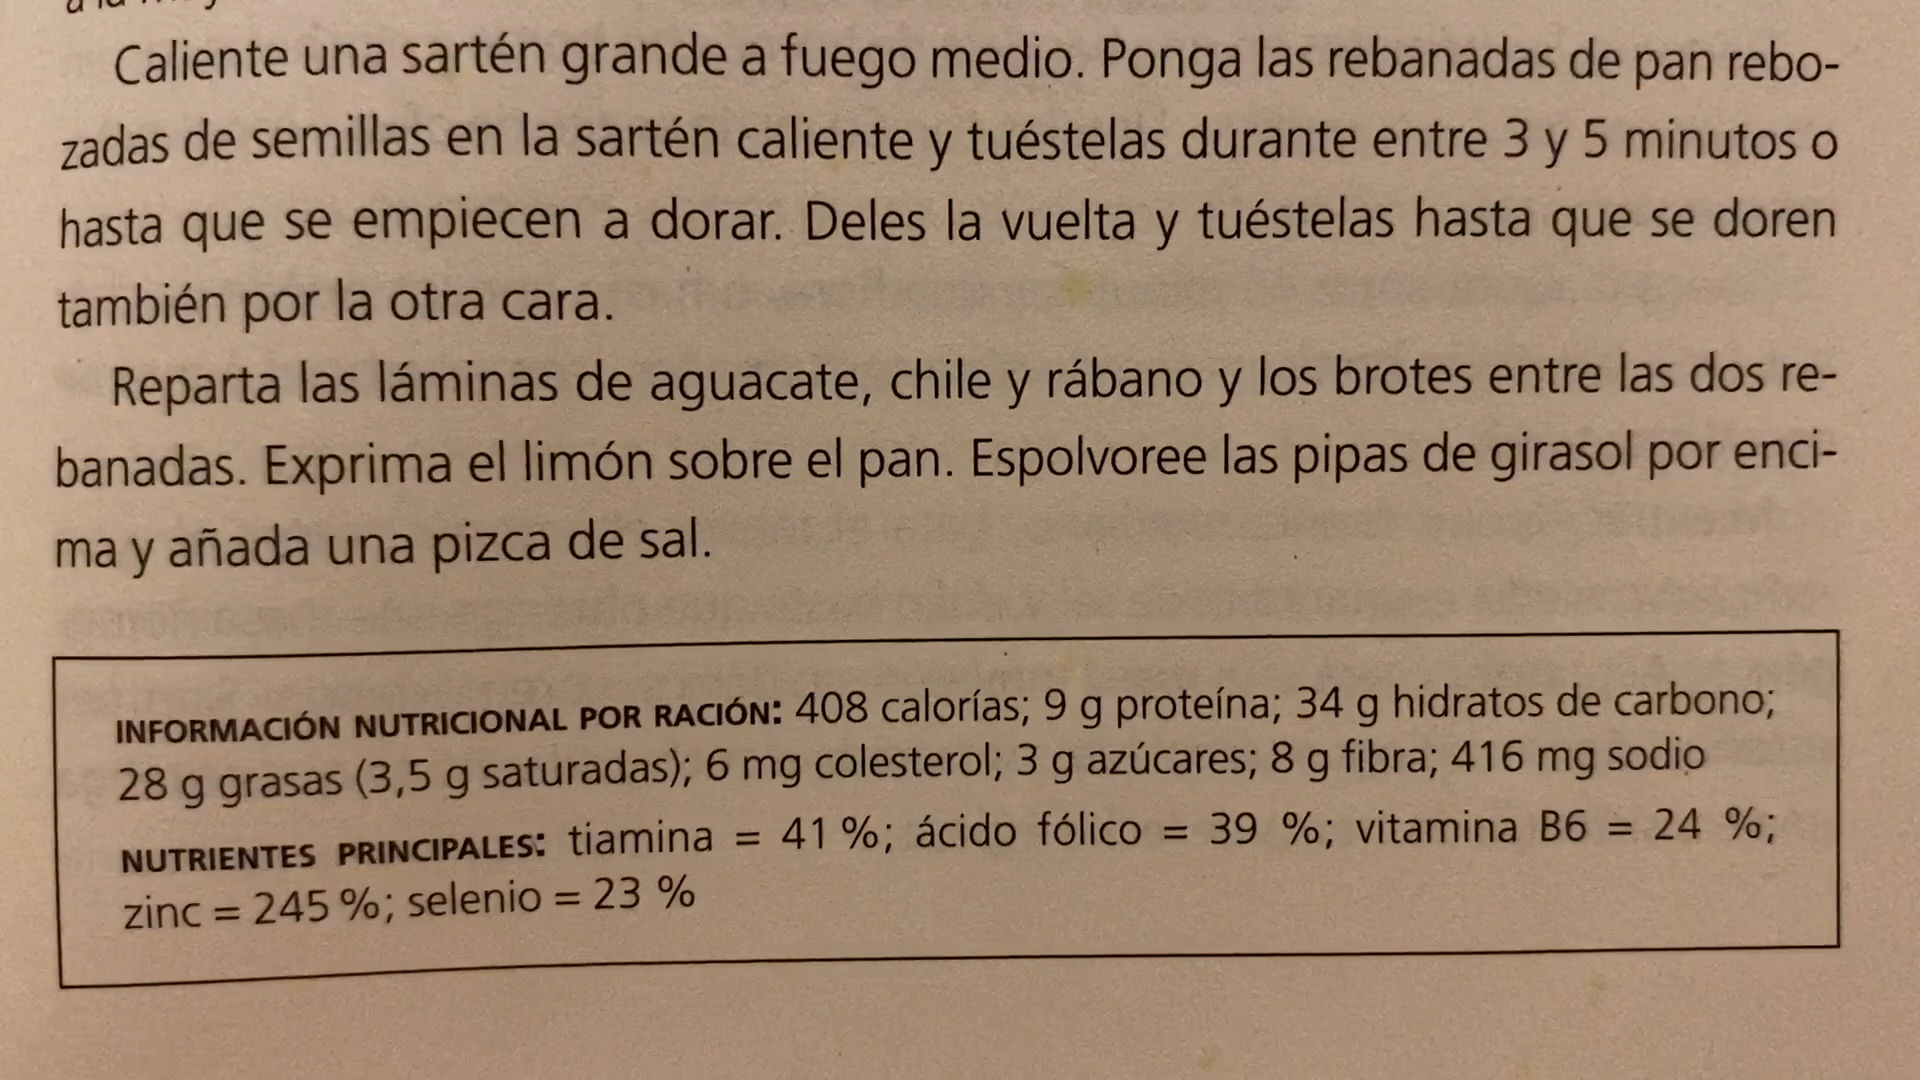 Caliente una sartén grande a fuego medio. Ponga las rebanadas de pan rebo-
zadas de semillas en la sartén caliente y tuéstelas durante entre 3 y 5 minutos o
hasta que se empiecen a dorar. Deles la vuelta y tuéstelas hasta que se doren
también por la otra cara.
Reparta las láminas de aguacate, chile y rábano y los brotes entre las dos re-
banadas. Exprima el limón sobre el pan. Espolvoree las pipas de girasol por enci-
ma y añada una pizca de sal.
INFORMACIÓN NUTRICIONAL POR RACIÓN: 408 calorías; 9 g proteína; 34 g hidratos de carbono;
28 g grasas (3,5 g saturadas); 6 mg colesterol; 3 g azúcares; 8 g fibra; 416 mg sodio
NUTRIENTES PRINCIPALES: tiamina = 41 %; ácido fólico = 39 %; vitamina B6 = 24 %;
zinc = 245 %; selenio = 23 %